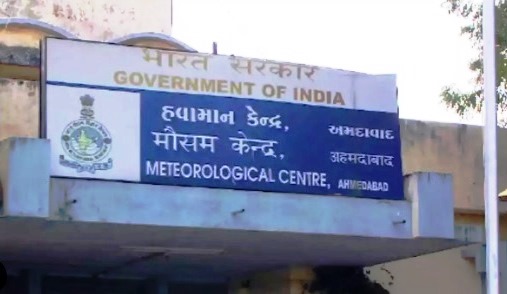 भारत सरकार
GOVERNMENT OF INDIA
હવામાન કેન્દ્ર, અમદાવાદ
मौसम केन्द्र, अहमदाबाद
METEOROLOGICAL CENTRE, AHMEDABAD